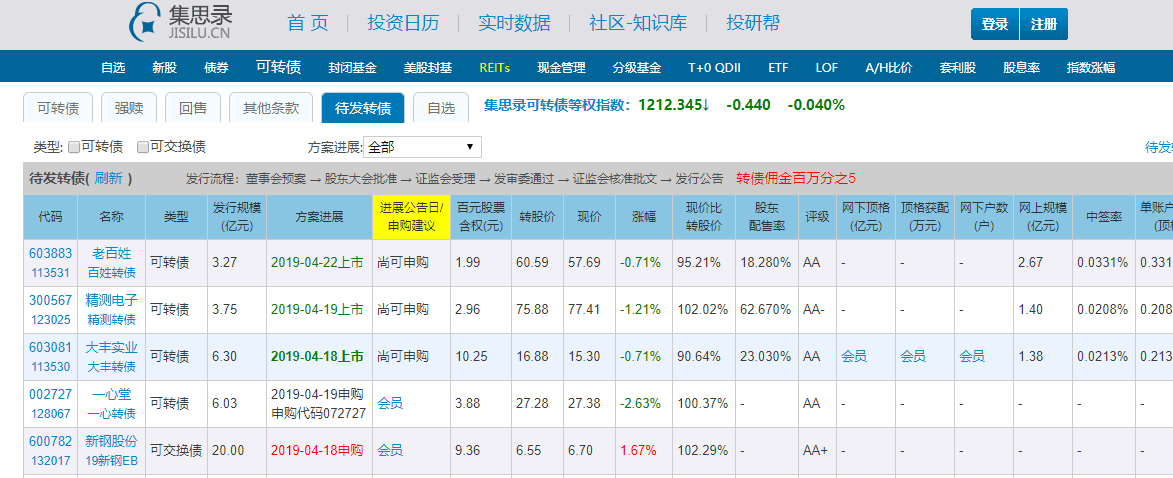 集思录
JISILU.CN
首 页 投资日历 实时数据 社区-知识库 投研帮 登录 注册
自选 新股 债券 可转债 封闭基金 美股封基 REITs 现金管理 分级基金 T+0 QDII ETF LOF A/H比价 套利股 股息率 指数涨幅
可转债 强赎 回售 其他条款 待发转债 自选 集思录可转债等权指数： 1212.345↓ -0.440 -0.040%
类型: 可转债 可交换债 方案进展: 全部 待发
待发转债( 刷新 ) 发行流程：董事会预案 → 股东大会批准 → 证监会受理 → 发审委通过 → 证监会核准批文 → 发行公告 转债佣金百万分之5
代码 名称 类型 发行规模 (亿元) 方案进展 进展公告日/ 申购建议 百元股票 含权(元) 转股价 现价 涨幅 现价比 转股价 股东 配售率 评级 网下顶格 (亿元) 顶格获配 (万元) 网下户数 (户) 网上规模 (亿元) 中签率 单账户 (顶
603883 老百姓 可转债 3.27 2019-04-22上市 尚可申购 1.99 60.59 57.69 -0.71% 95.21% 18.280% AA - - - 2.67 0.0331% 0.331
113531 百姓转债
300567 精测电子 可转债 3.75 2019-04-19上市 尚可申购 2.96 75.88 77.41 -1.21% 102.02% 62.670% AA- - - - 1.40 0.0208% 0.208
123025 精测转债
603081 大丰实业 可转债 6.30 2019-04-18上市 尚可申购 10.25 16.88 15.30 -0.71% 90.64% 23.030% AA 会员 会员 会员 1.38 0.0213% 0.213
113530 大丰转债
002727 一心堂 可转债 6.03 2019-04-19申购 会员 3.88 27.28 27.38 -2.63% 100.37% - AA - - - - - -
128067 一心转债 申购代码072727
600782 新钢股份 可交换债 20.00 2019-04-18申购 会员 9.36 6.55 6.70 1.67% 102.29% - AA+ - - - - - -
132017 19新钢EB